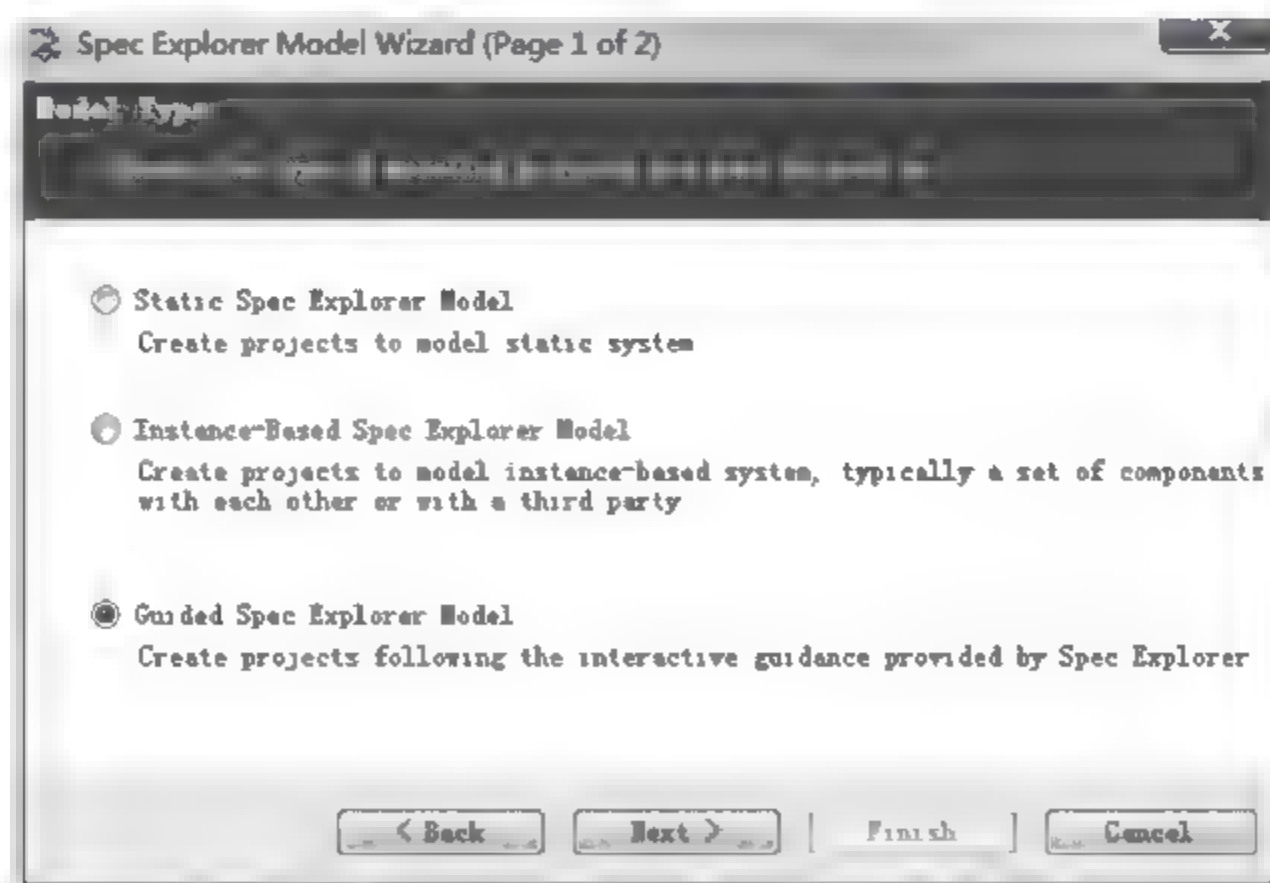 Spec Explorer Model Wizard (Page 1 of 2)
Model Type
Static Spec Explorer Model
Create projects to model static system
Instance-Based Spec Explorer Model
Create projects to model instance-based system, typically a set of components
with each other or with a third party
Guided Spec Explorer Model
Create projects following the interactive guidance provided by Spec Explorer
< Back Next > Finish Cancel